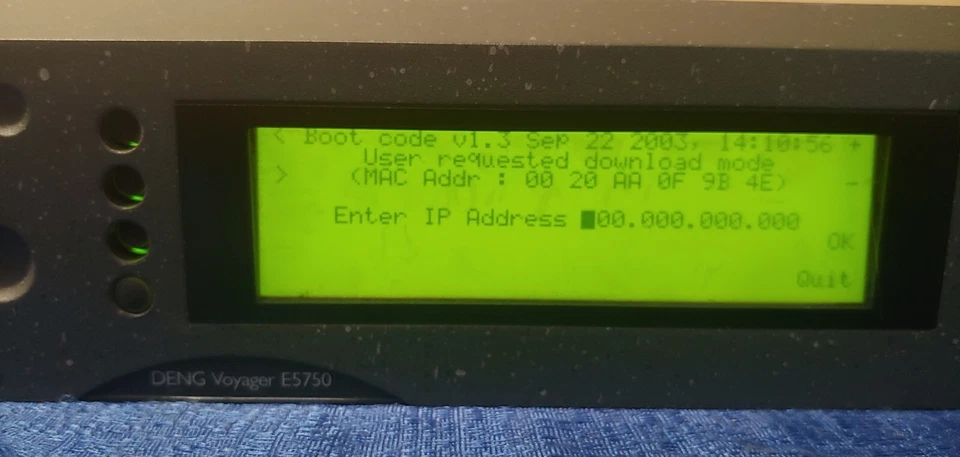 < Boot code v1.3 Sep 22 2003, 14:10:56 +
User requested download mode
> (MAC Addr : 00 20 AA 0F 9B 4E) -
Enter IP Address 00.000.000.000
OK
Quit
DENG Voyager E5750